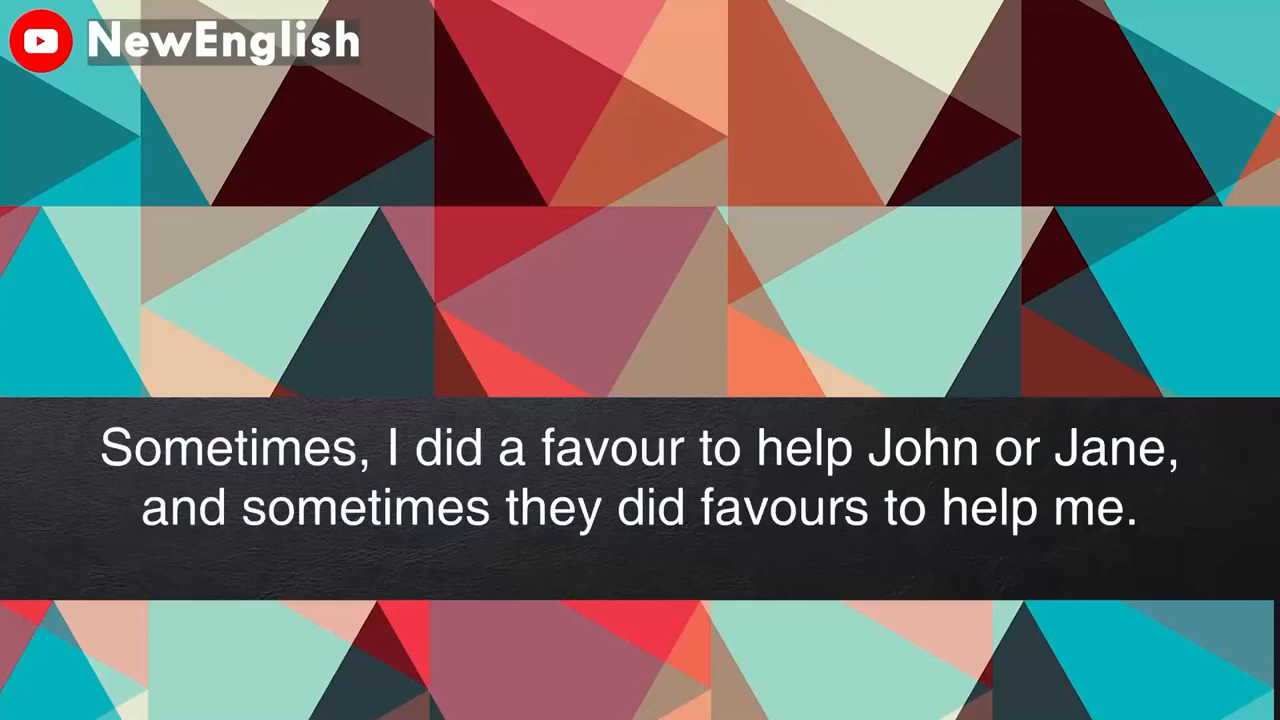 NewEnglish
Sometimes, I did a favour to help John or Jane,
and sometimes they did favours to help me.